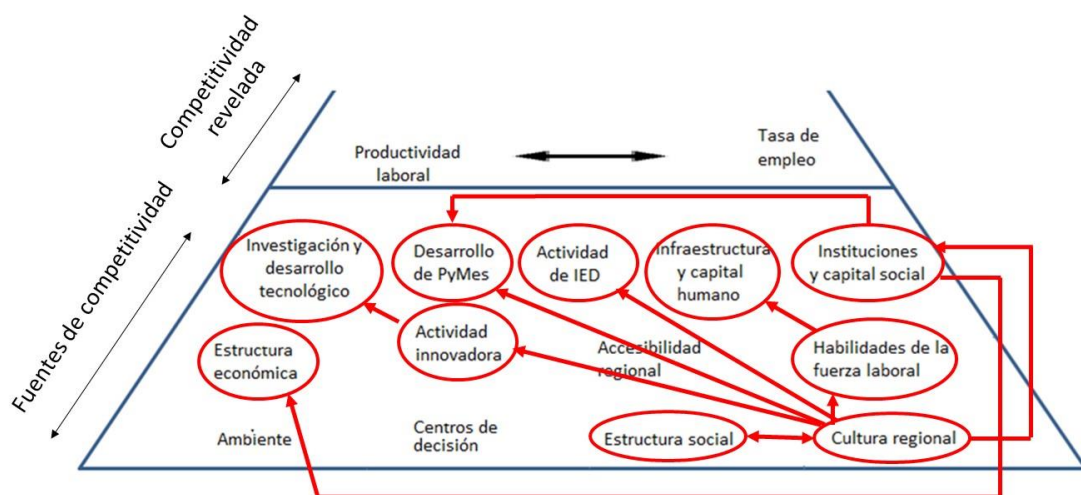 Competitividad
revelada
Fuentes de competitividad
Productividad
laboral
Tasa de
empleo
Investigación y
desarrollo
tecnológico
Desarrollo
de PyMes
Actividad
de IED
Infraestructura
y capital
humano
Instituciones
y capital social
Estructura
económica
Actividad
innovadora
Accesibilidad
regional
Habilidades de la
fuerza laboral
Ambiente
Centros de
decisión
Estructura social
Cultura regional